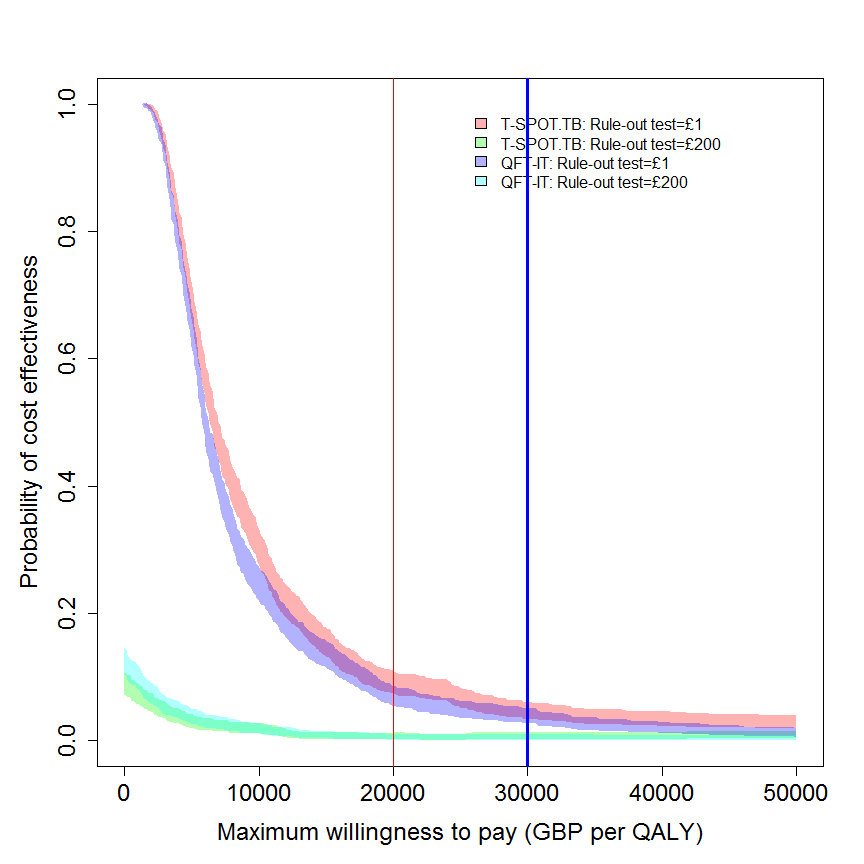 T-SPOT.TB: Rule-out test=£1
T-SPOT.TB: Rule-out test=£200
QFT-IT: Rule-out test=£1
QFT-IT: Rule-out test=£200
Probability of cost effectiveness
1.0
0.8
0.6
0.4
0.2
0.0
0 10000 20000 30000 40000 50000
Maximum willingness to pay (GBP per QALY)